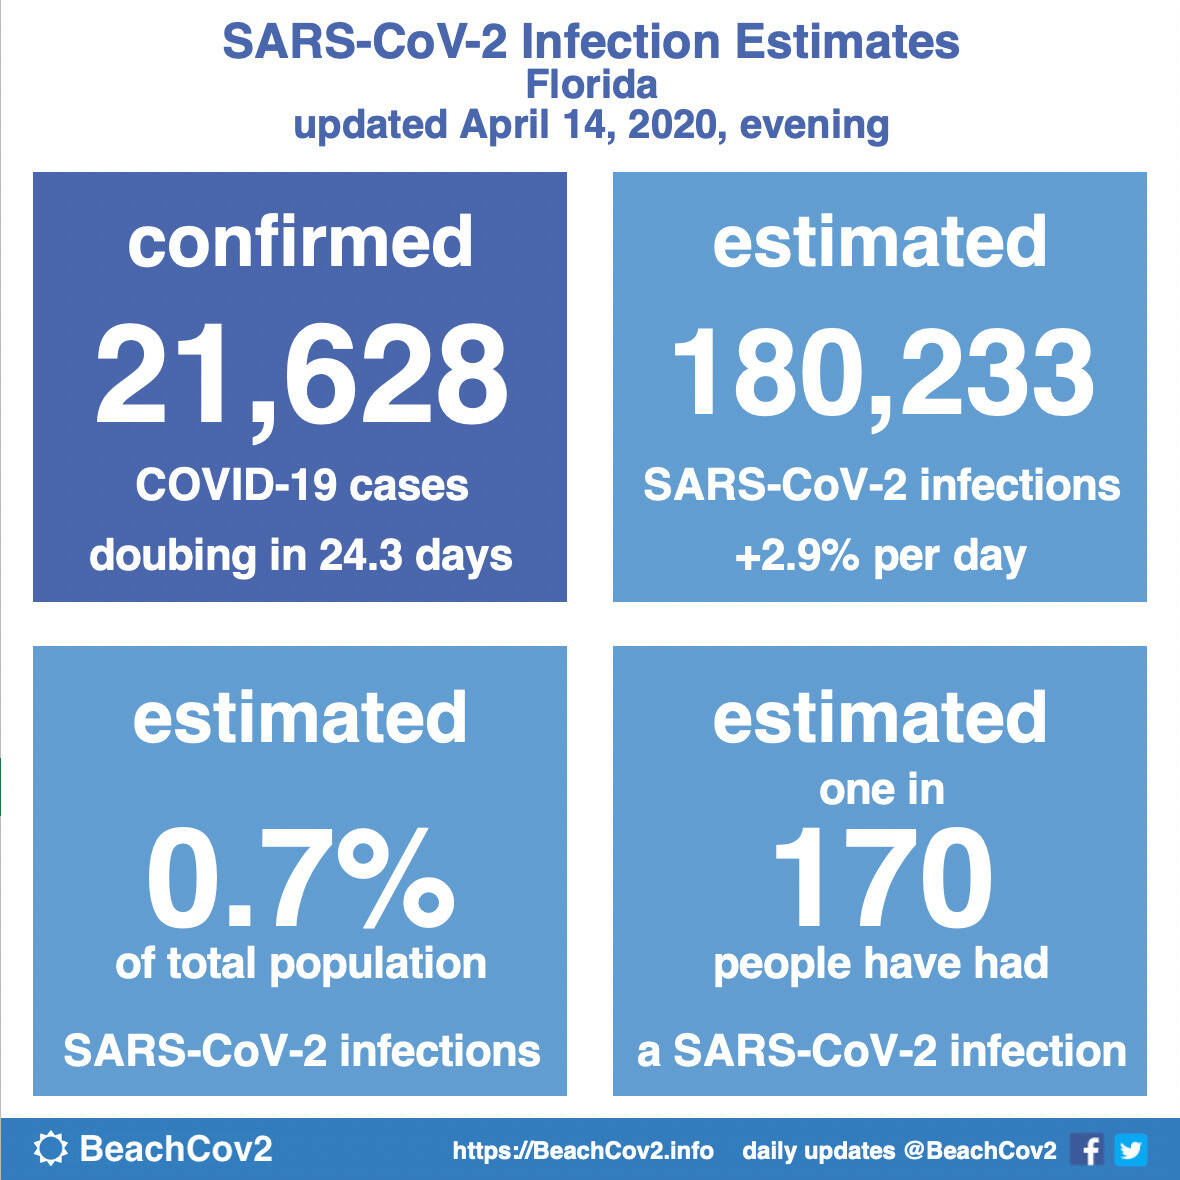 SARS-CoV-2 Infection Estimates
Florida
updated April 14, 2020, evening
confirmed
21,628
COVID-19 cases
doubing in 24.3 days
estimated
180,233
SARS-CoV-2 infections
+2.9% per day
estimated
0.7%
of total population
SARS-CoV-2 infections
estimated
one in
170
people have had
a SARS-CoV-2 infection
BeachCov2
https://BeachCov2.info daily updates @BeachCov2